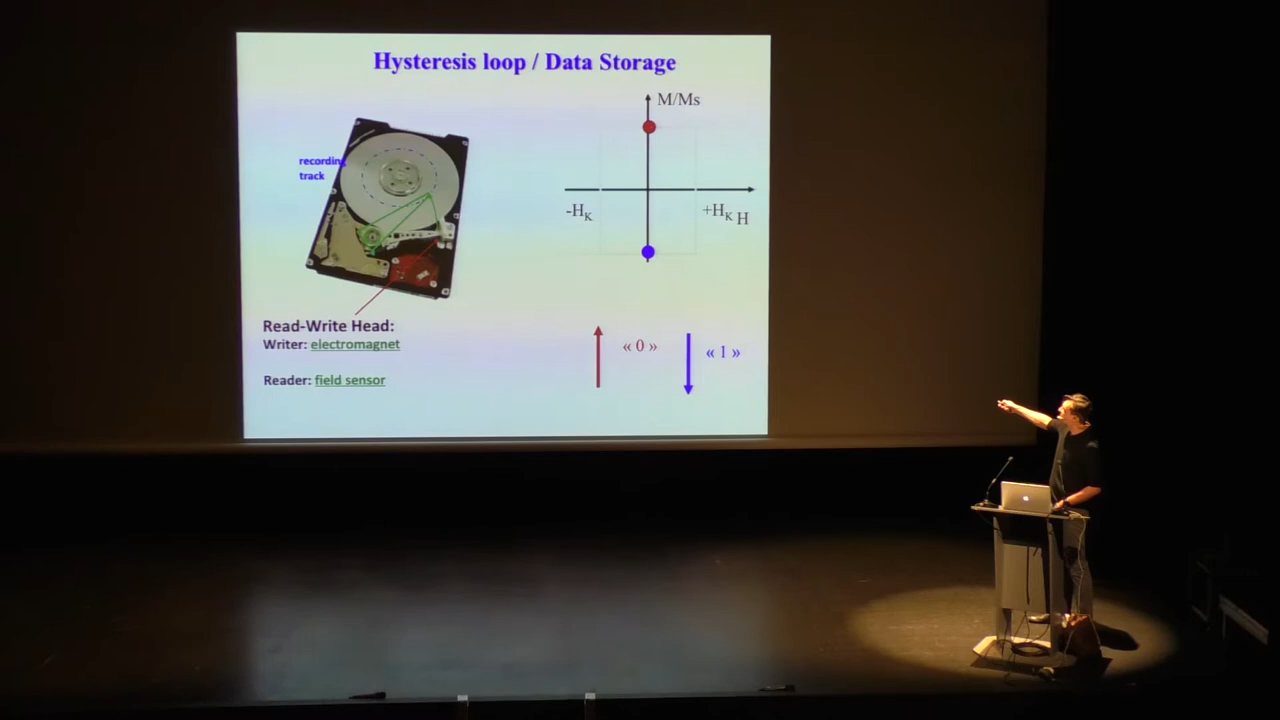 Hysteresis loop / Data Storage
recording
track
M/Ms
-HK
+HK H
Read-Write Head:
Writer: electromagnet
Reader: field sensor
« 0 »
« 1 »